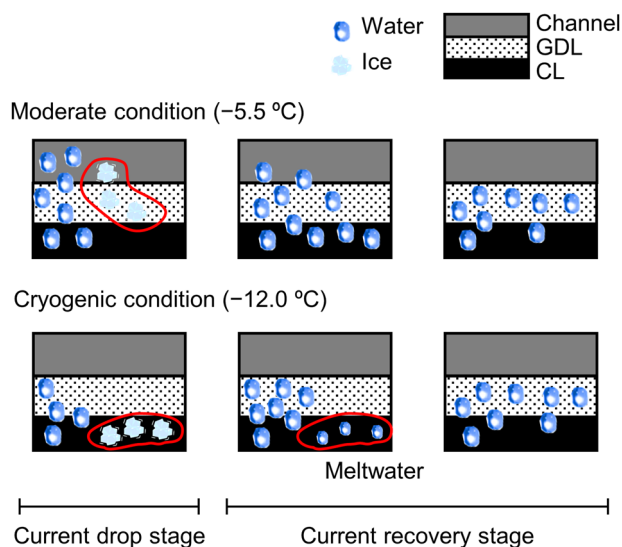 Water
Ice
Channel
GDL
CL
Moderate condition (−5.5 ºC)
Cryogenic condition (−12.0 ºC)
Meltwater
Current drop stage
Current recovery stage